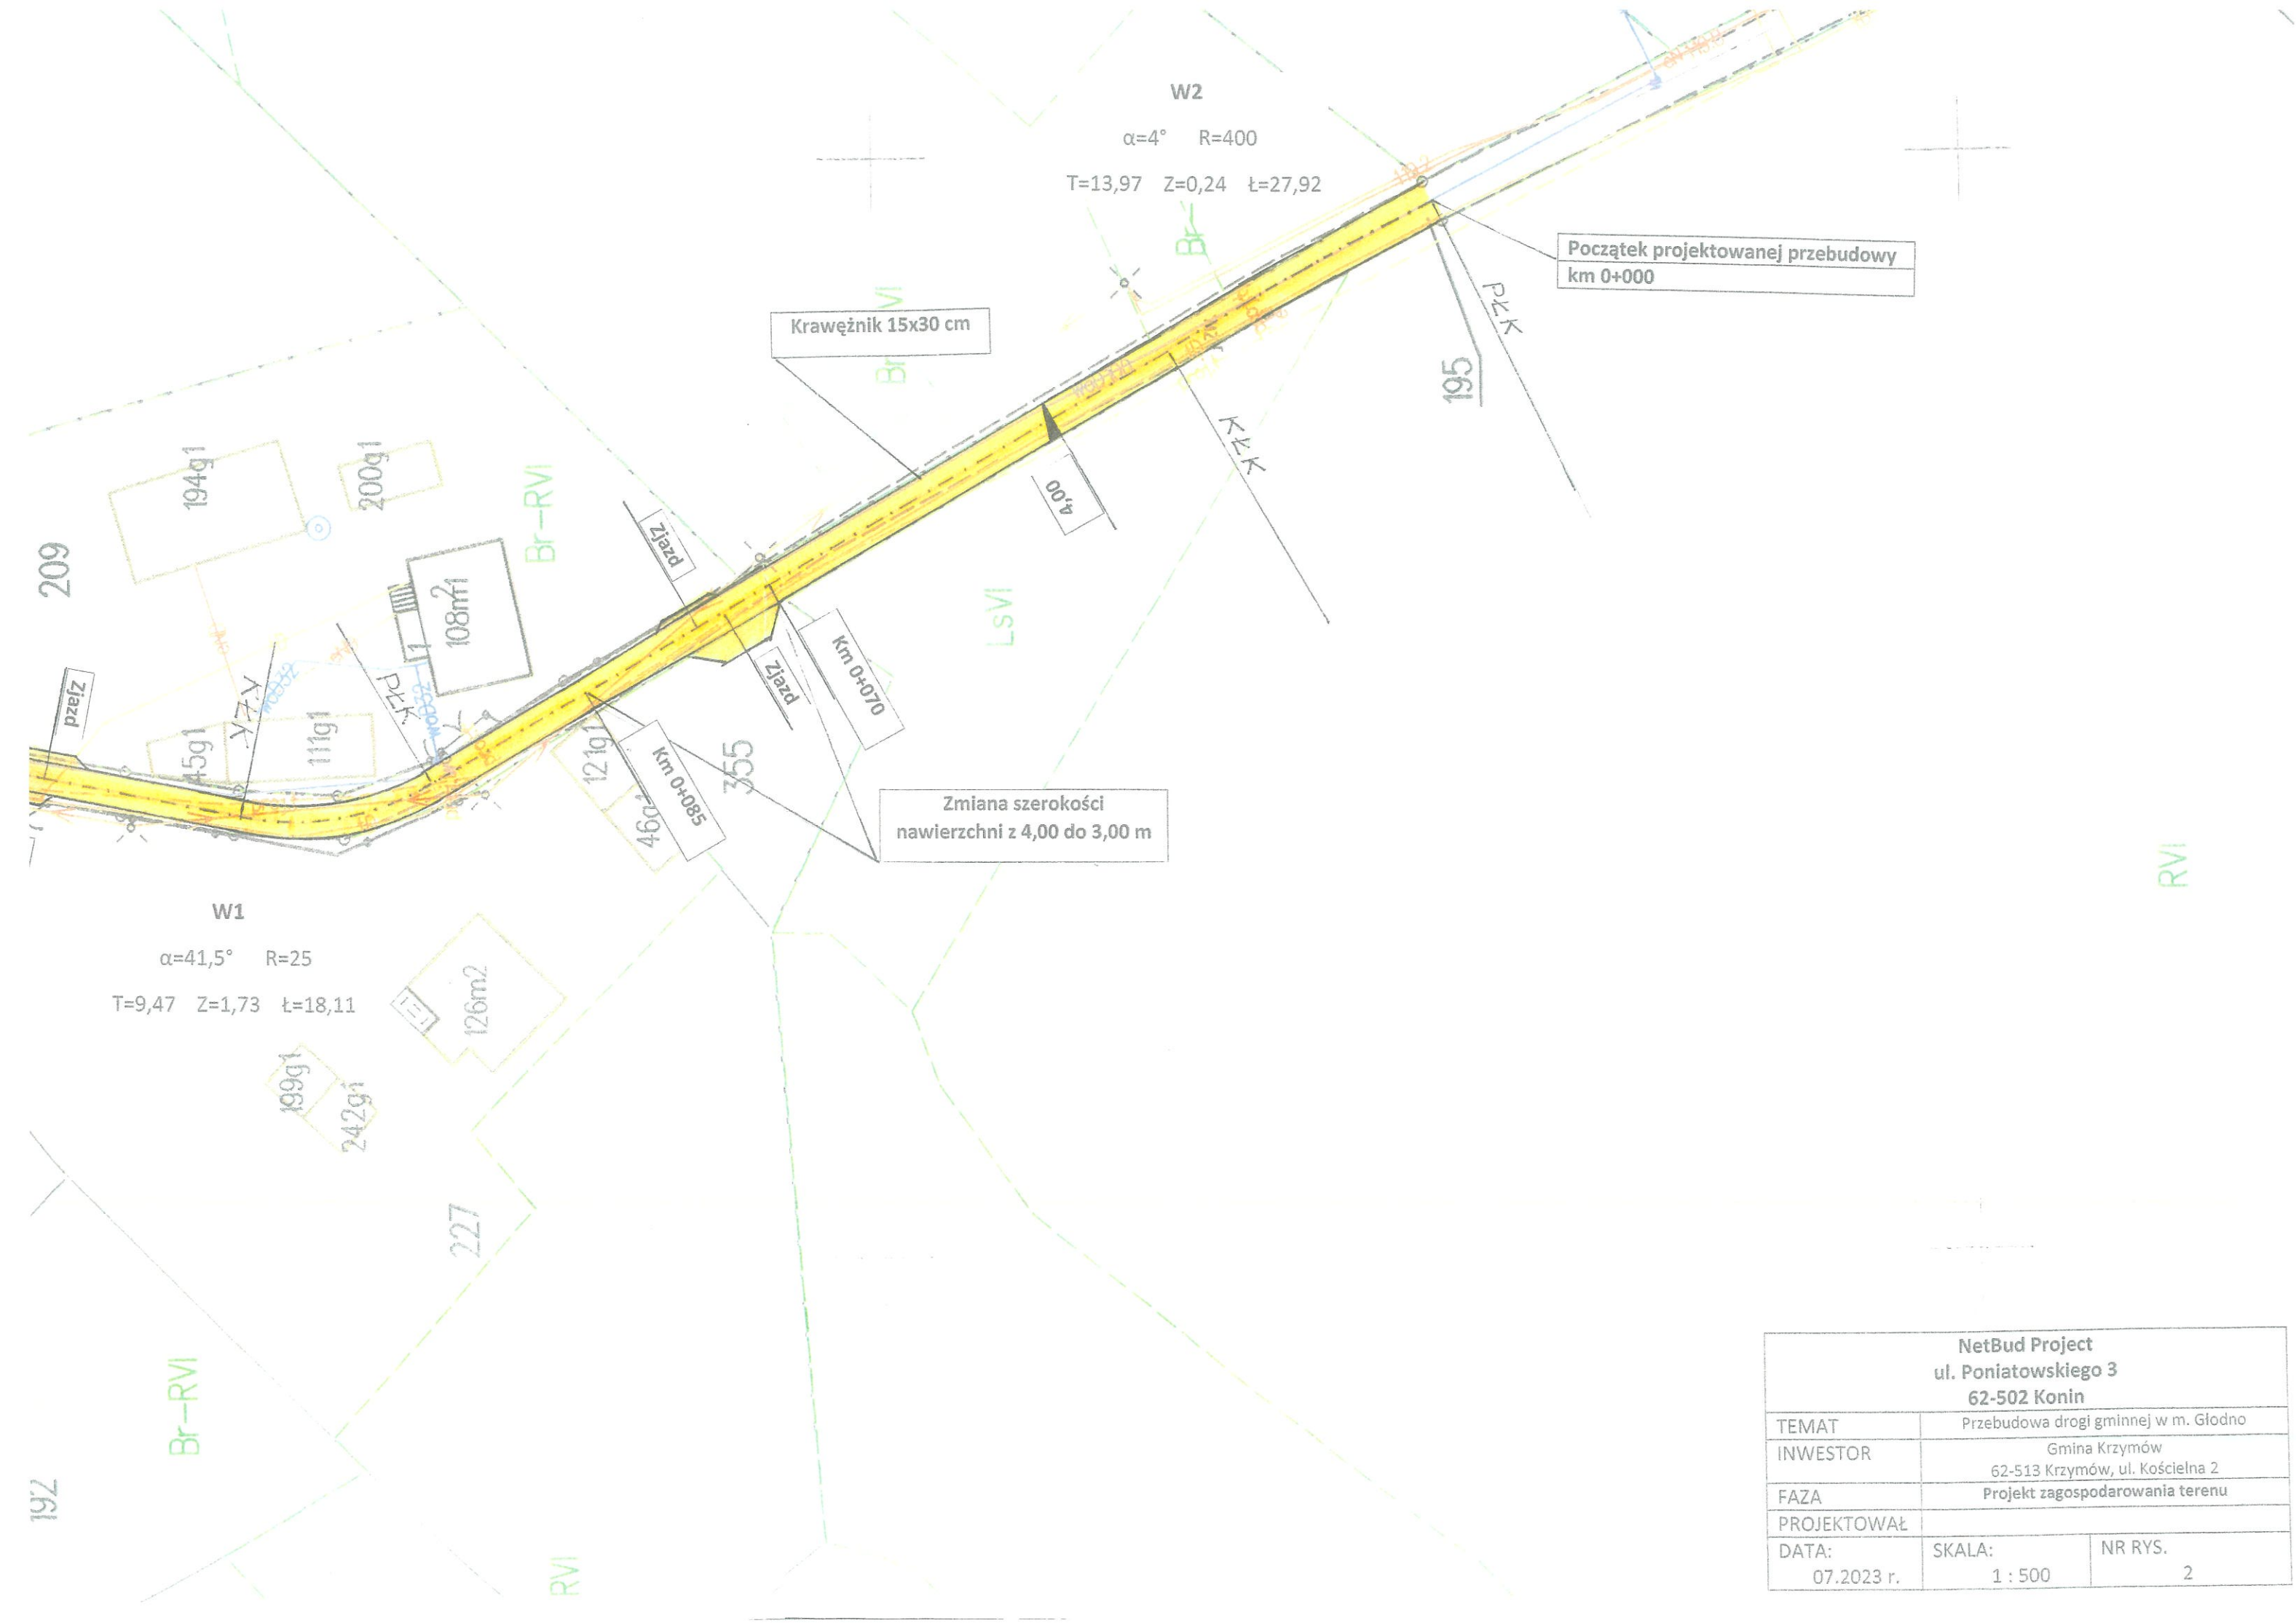 W2
α=4° R=400
T=13,97 Z=0,24 Ł=27,92
Początek projektowanej przebudowy
km 0+000
PŁK
195
KŁK
Krawężnik 15x30 cm
4,00
Br-RVI
LsVI
Zjazd
Zjazd
Km 0+070
Km 0+085
355
Zmiana szerokości
nawierzchni z 4,00 do 3,00 m
194g1
200g1
209
108m2
1
PŁK
KŁK
Zjazd
45g1
111g1
121g1
46g1
W1
α=41,5° R=25
T=9,47 Z=1,73 Ł=18,11
126m2
199g1
242g1
227
Br-RVI
192
RVI
RVI
NetBud Project
ul. Poniatowskiego 3
62-502 Konin
TEMAT Przebudowa drogi gminnej w m. Głodno
INWESTOR Gmina Krzymów
62-513 Krzymów, ul. Kościelna 2
FAZA Projekt zagospodarowania terenu
PROJEKTOWAŁ
DATA: SKALA: NR RYS.
07.2023 r. 1 : 500 2